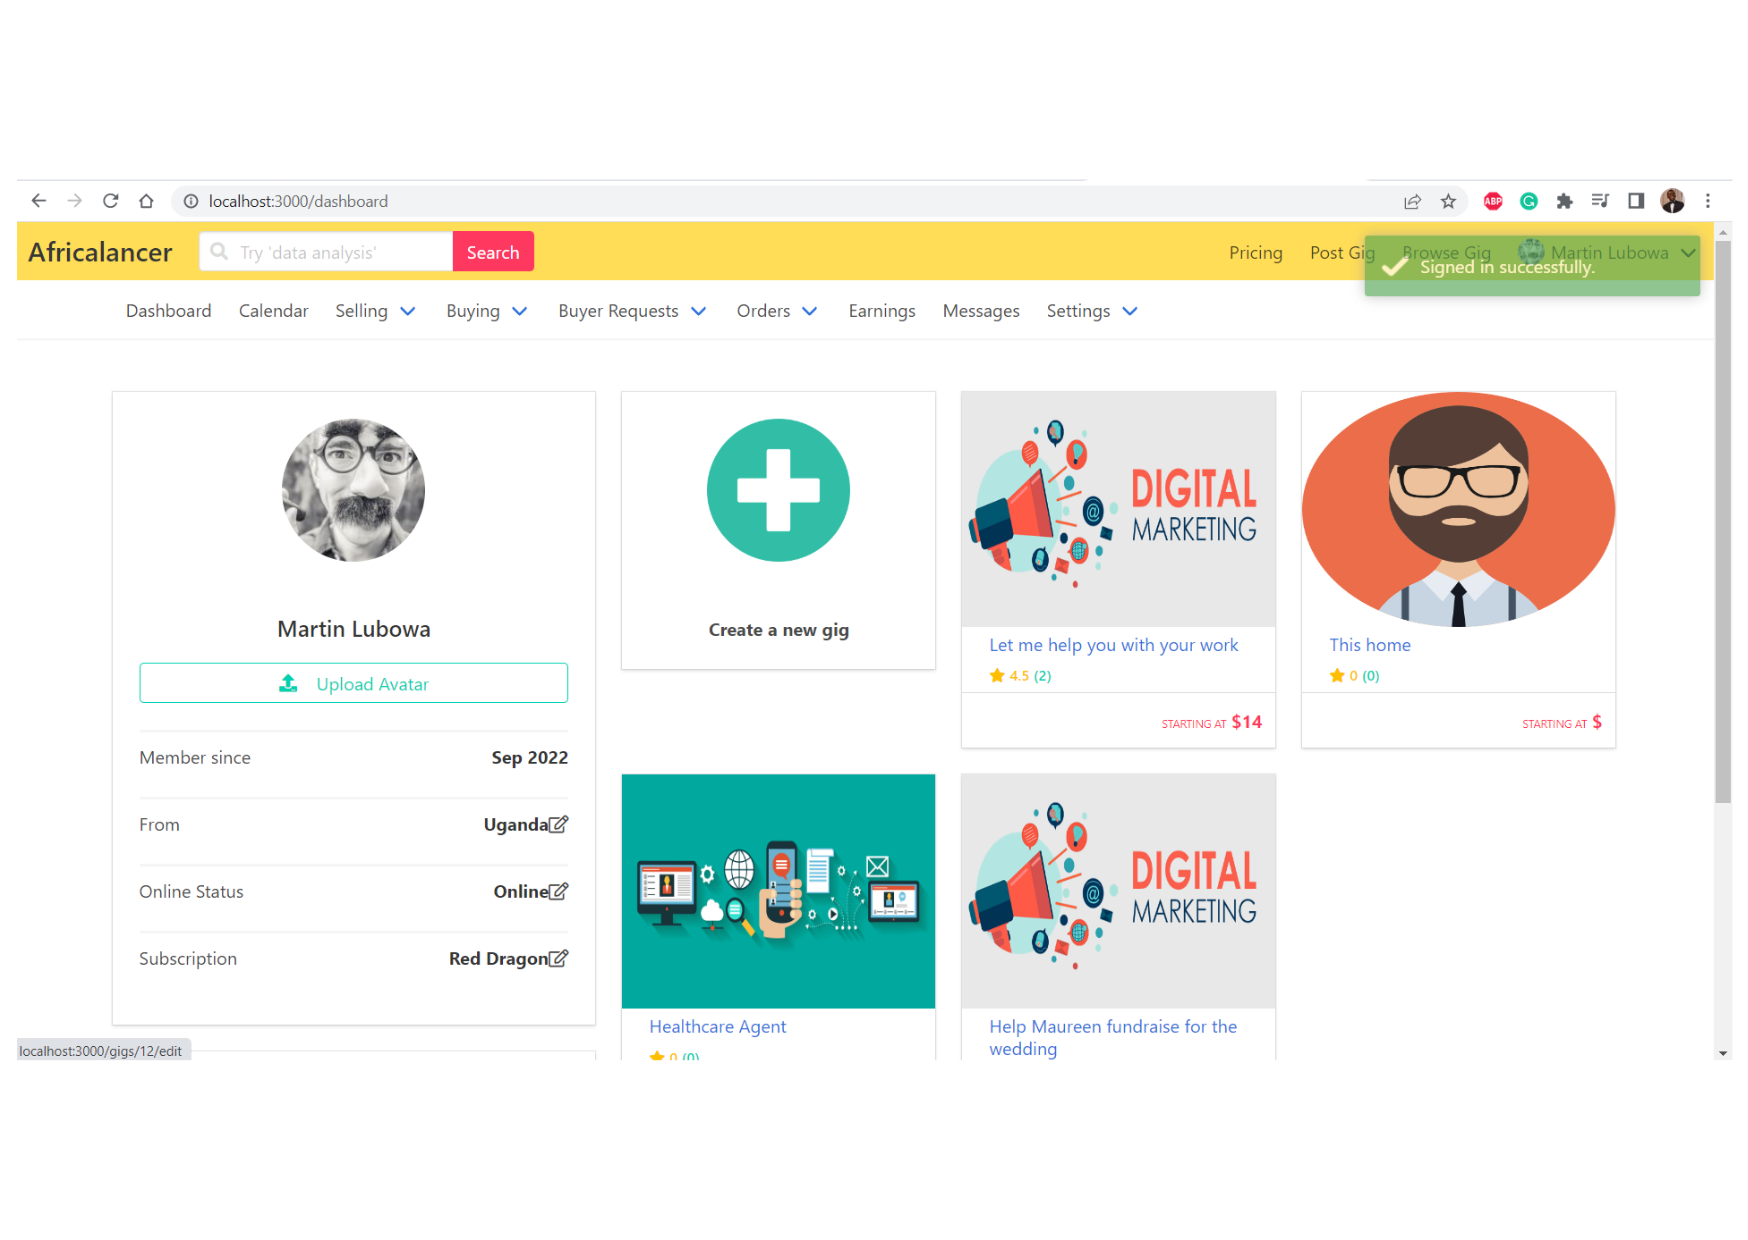 localhost:3000/dashboard
ABP
Africalancer
Try 'data analysis'
Search
Pricing
Post Gig
Browse Gig
Martin Lubowa
Signed in successfully.
Dashboard
Calendar
Selling
Buying
Buyer Requests
Orders
Earnings
Messages
Settings
Martin Lubowa
Upload Avatar
Member since Sep 2022
From Uganda
Online Status Online
Subscription Red Dragon
Create a new gig
DIGITAL
MARKETING
Let me help you with your work
4.5 (2)
STARTING AT $14
This home
0 (0)
STARTING AT $
Healthcare Agent
0 (0)
DIGITAL
MARKETING
Help Maureen fundraise for the
wedding
localhost:3000/gigs/12/edit